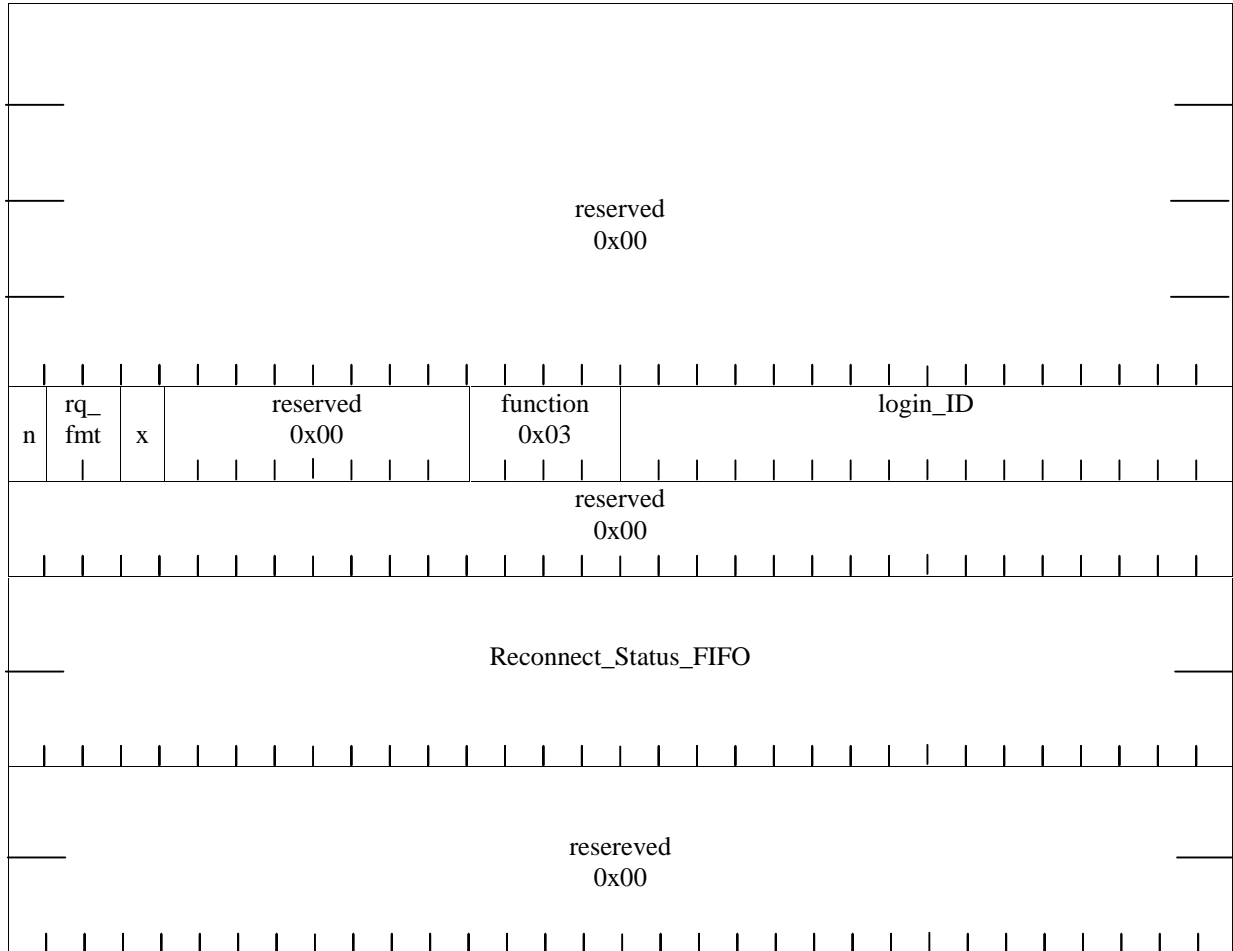 reserved
0x00
n
rq_
fmt
x
reserved
0x00
function
0x03
login_ID
reserved
0x00
Reconnect_Status_FIFO
resereved
0x00